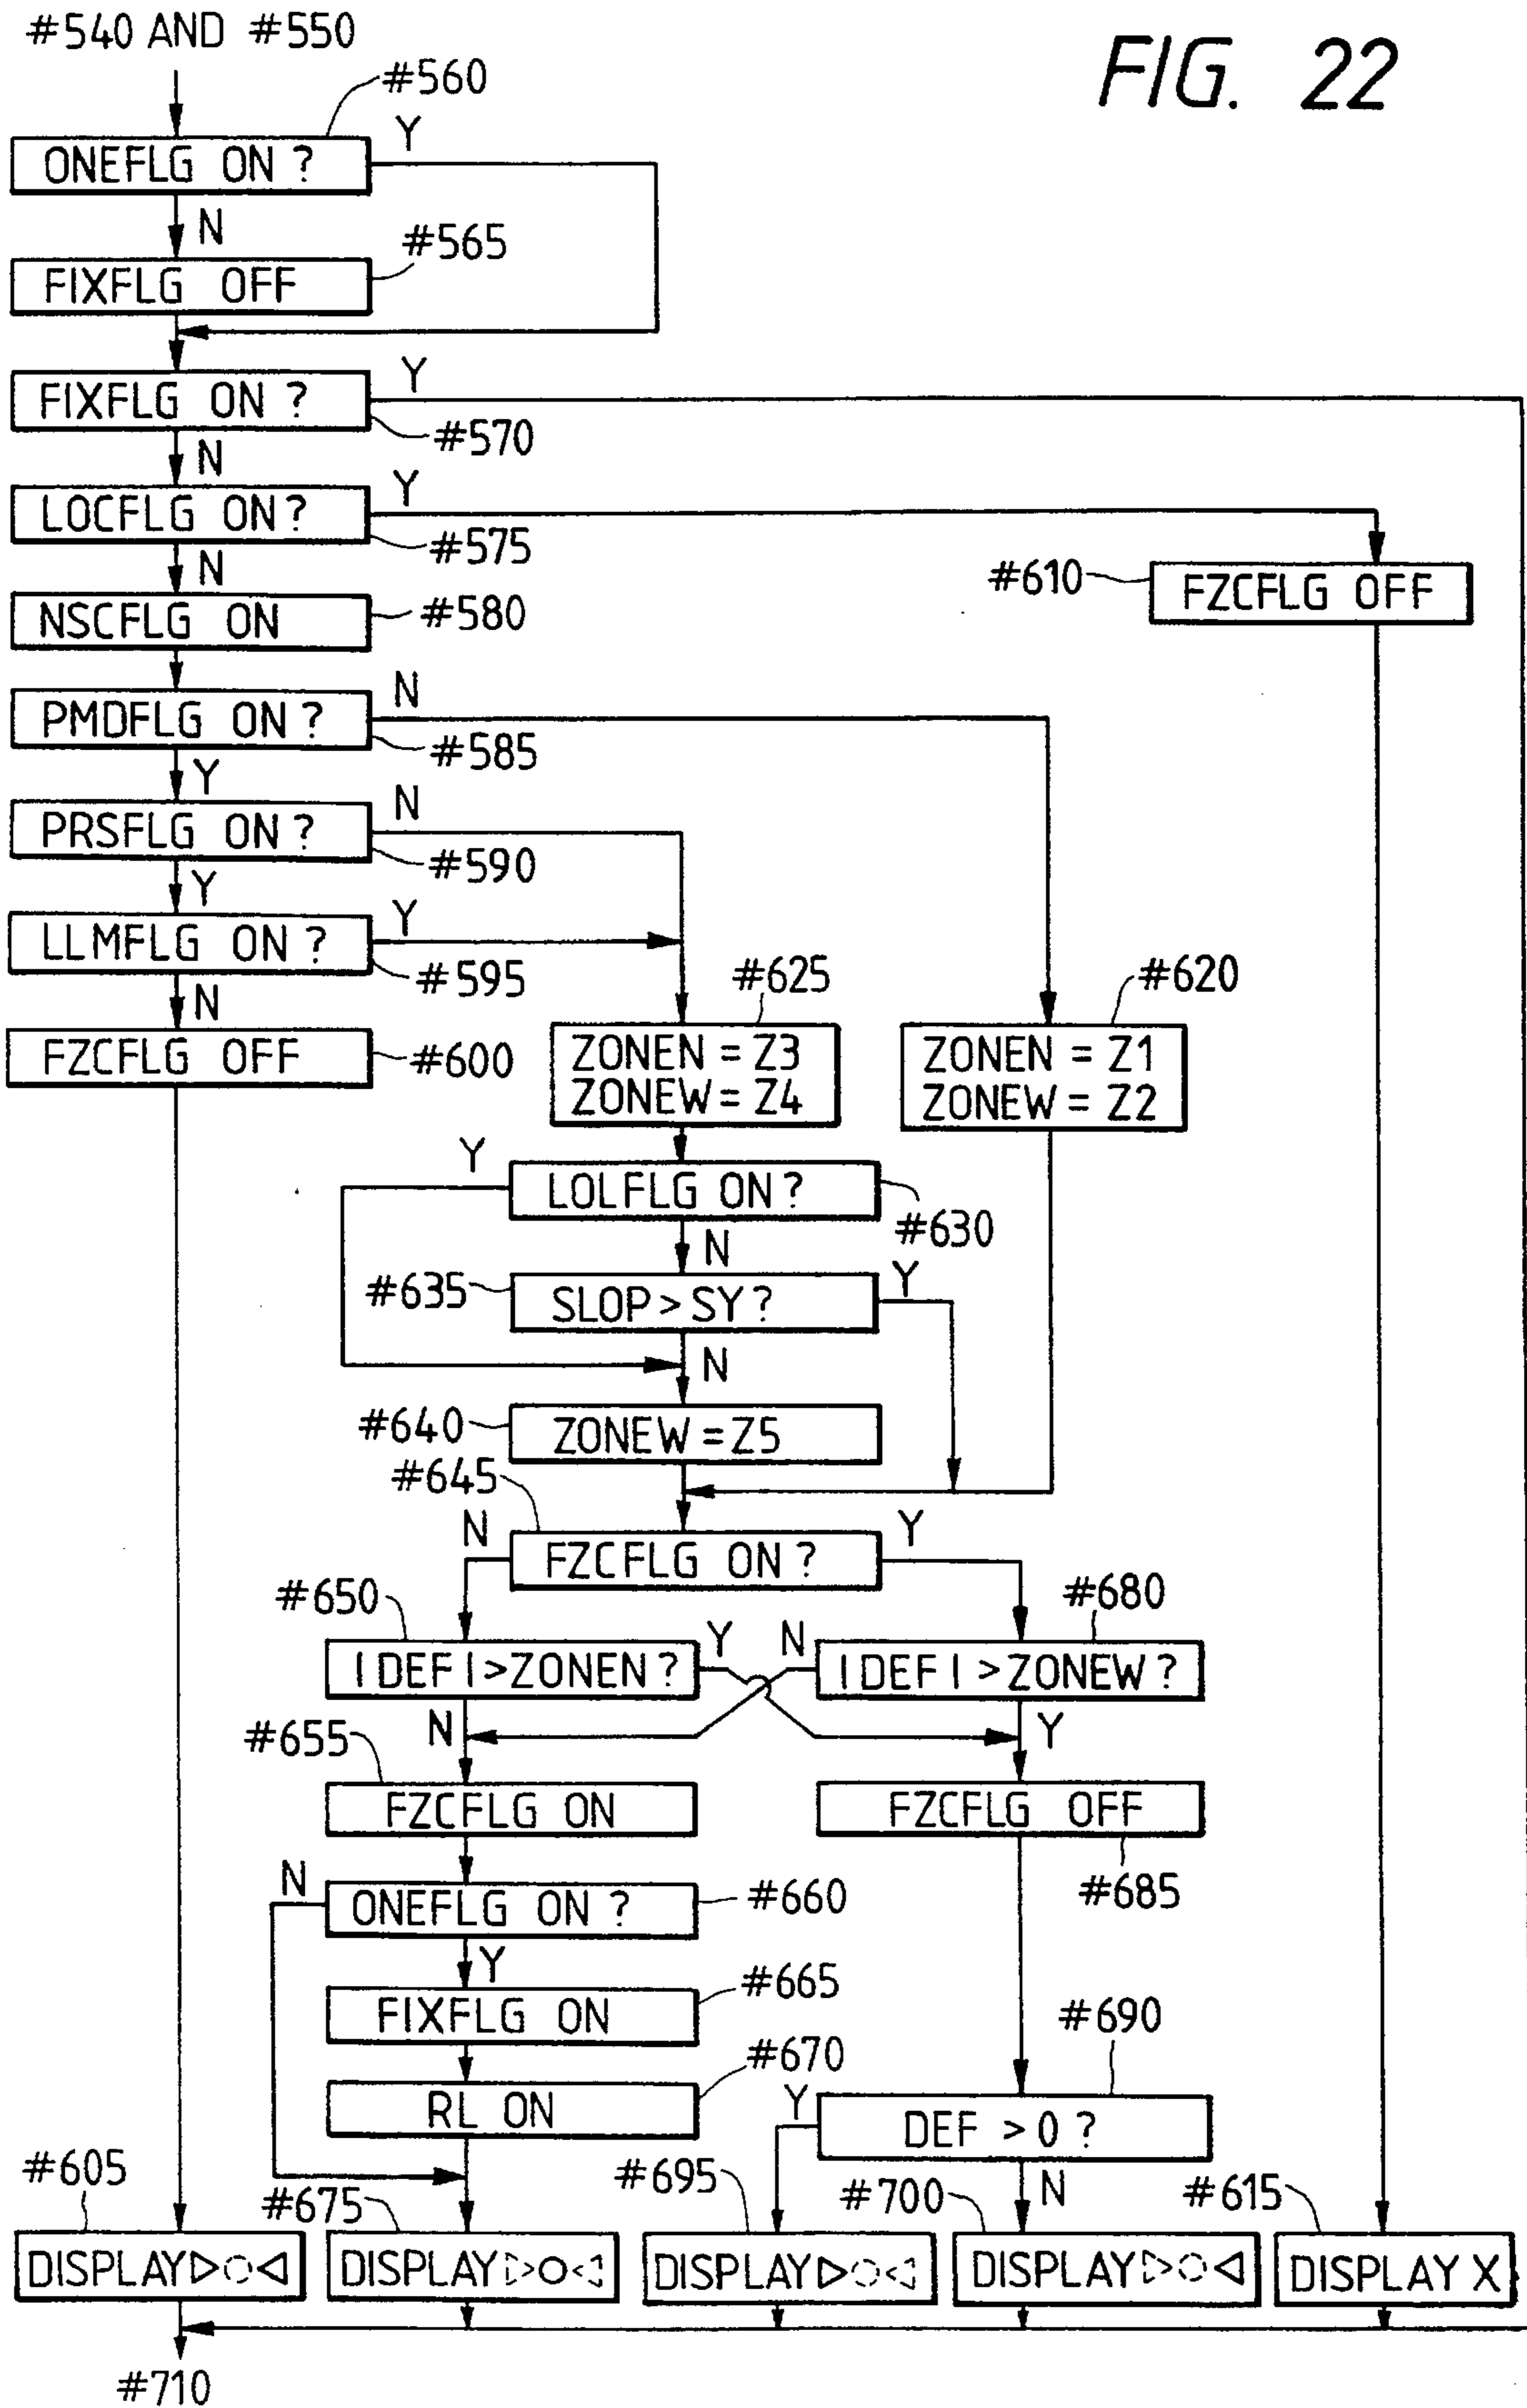 #540 AND #550
FIG. 22
#560
ONEFLG ON ?
Y
N
#565
FIXFLG OFF
FIXFLG ON ?
Y
#570
N
LOCFLG ON ?
Y
#575
N
#610
FZCFLG OFF
NSCFLG ON
#580
PMDFLG ON ?
N
#585
Y
PRSFLG ON ?
N
#590
Y
LLMFLG ON ?
Y
#595
N
FZCFLG OFF
#600
#625
ZONEN = Z3
ZONEW = Z4
#620
ZONEN = Z1
ZONEW = Z2
Y
LOLFLG ON ?
#630
N
#635
SLOP > SY ?
Y
N
#640
ZONEW = Z5
#645
N
FZCFLG ON ?
Y
#650
|DEF|>ZONEN ?
Y
N
#680
|DEF|>ZONEW ?
N
Y
#655
FZCFLG ON
FZCFLG OFF
#685
N
ONEFLG ON ?
#660
Y
#665
FIXFLG ON
#670
RL ON
#690
Y
DEF > 0 ?
N
#605
DISPLAY▷◌◁
#675
DISPLAY▷○◁
#695
DISPLAY▷◌◁
#700
DISPLAY▷◌◁
#615
DISPLAY X
#710